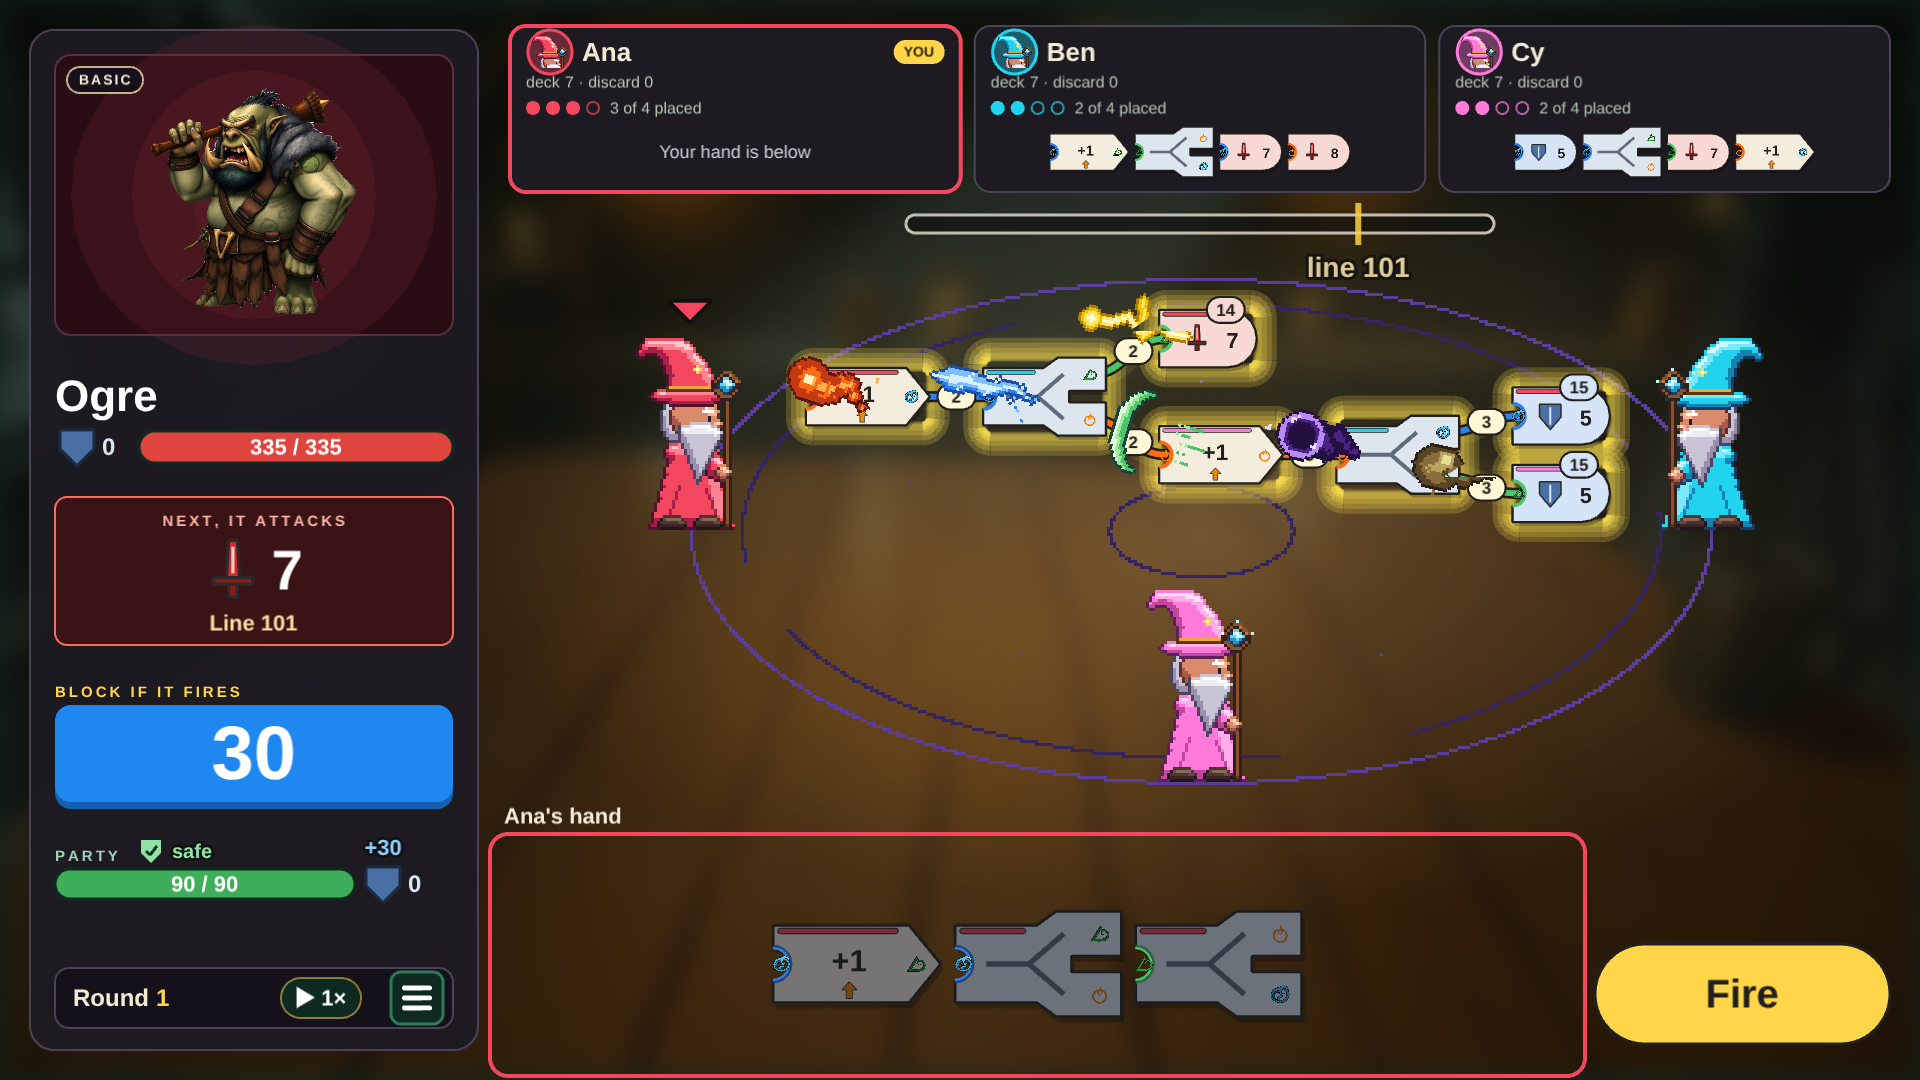 BASIC
Ogre
0
335 / 335
NEXT, IT ATTACKS
7
Line 101
BLOCK IF IT FIRES
30
PARTY
safe
+30
90 / 90
0
Round 1
1×
Ana
YOU
deck 7 · discard 0
3 of 4 placed
Your hand is below
Ben
deck 7 · discard 0
2 of 4 placed
+1
7
8
Cy
deck 7 · discard 0
2 of 4 placed
5
7
+1
line 101
14
2
7
1
2
2
+1
15
3
5
15
3
5
Ana's hand
+1
Fire